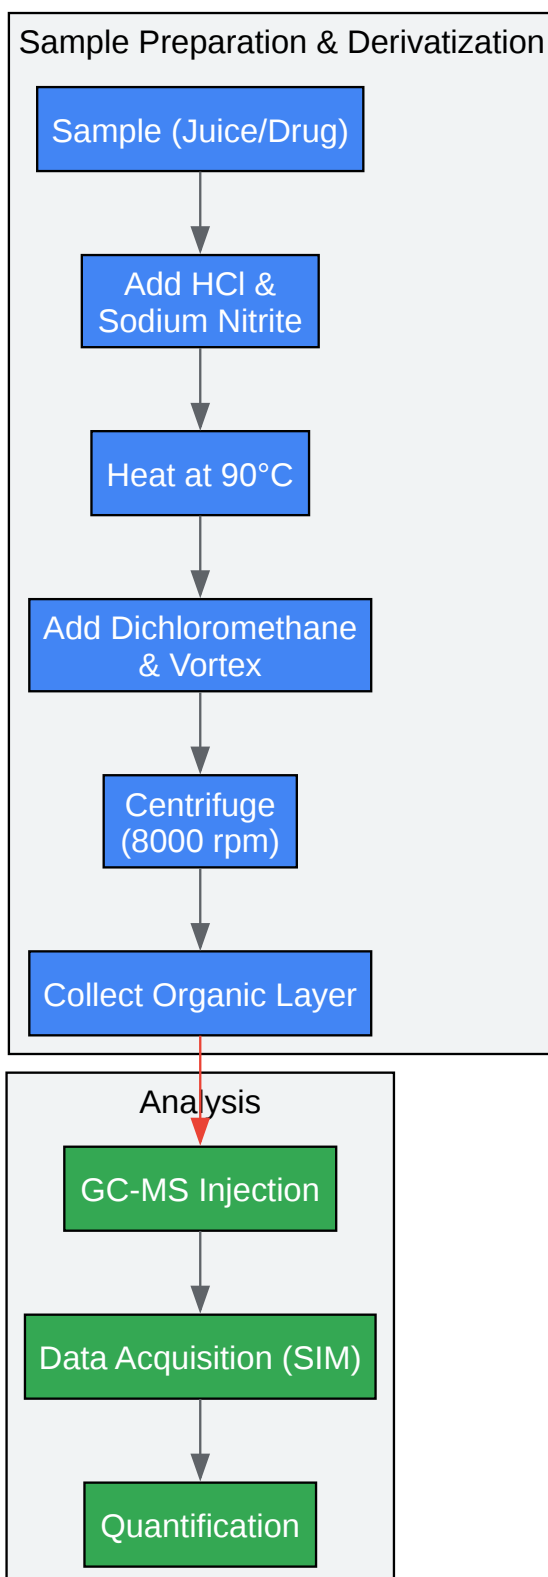 Sample Preparation & Derivatization
Sample (Juice/Drug)
Add HCl &
Sodium Nitrite
Heat at 90°C
Add Dichloromethane
& Vortex
Centrifuge
(8000 rpm)
Collect Organic Layer
Analysis
GC-MS Injection
Data Acquisition (SIM)
Quantification